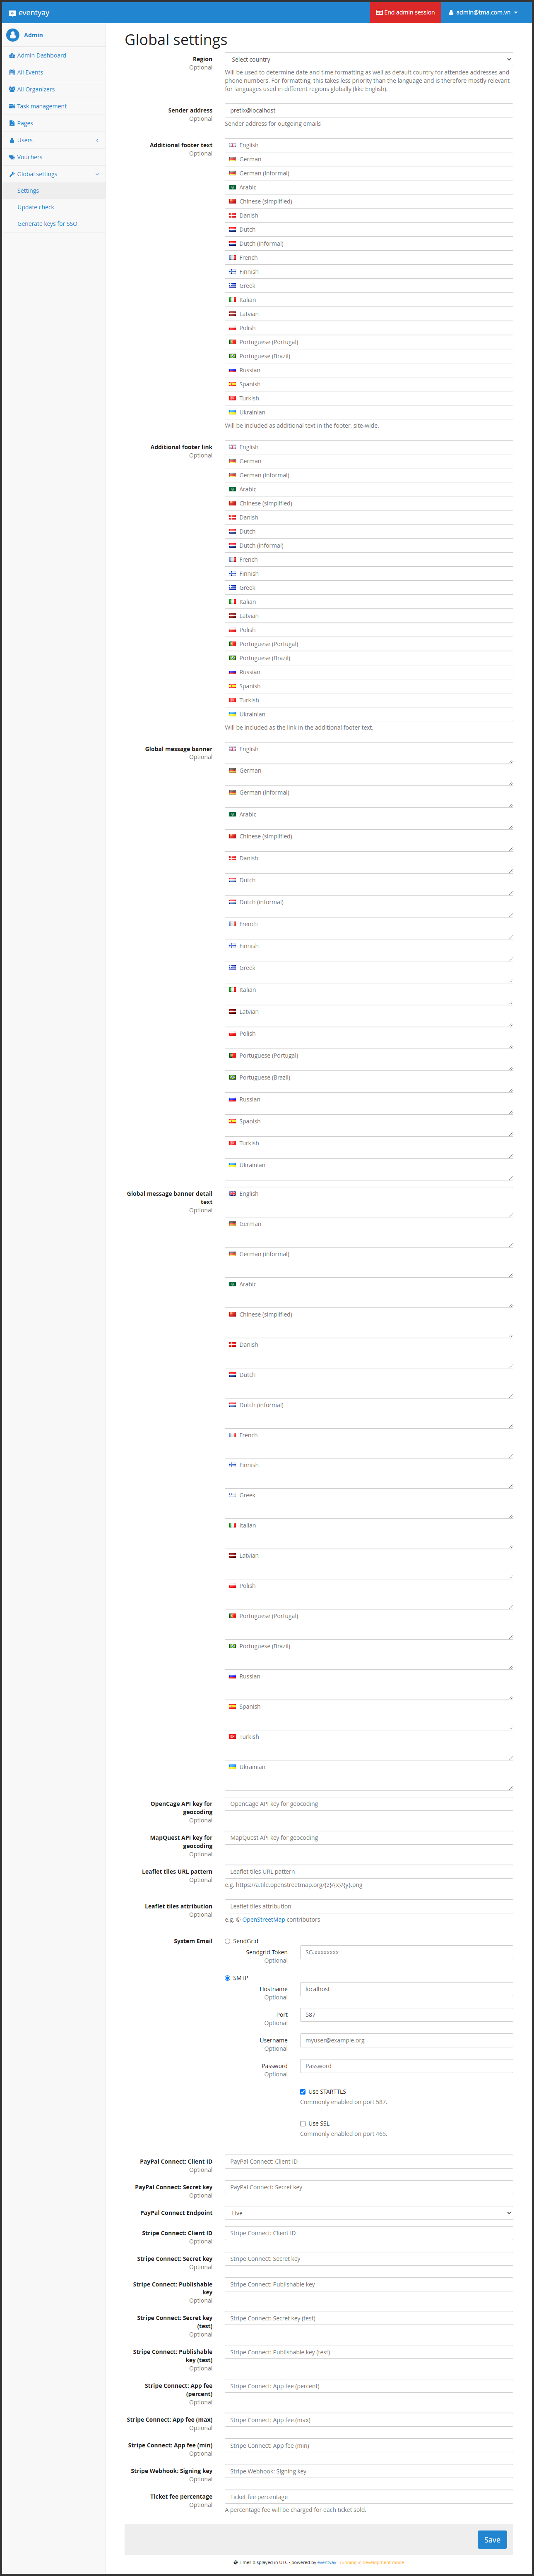 eventyay
End admin session
admin@tma.com.vn
Admin
Admin Dashboard
All Events
All Organizers
Task management
Pages
Users
Vouchers
Global settings
Settings
Update check
Generate keys for SSO
Global settings
Region
Optional
Select country
Will be used to determine date and time formatting as well as default country for attendee addresses and
phone numbers. For formatting, this takes less priority than the language and is therefore mostly relevant
for languages used in different regions globally (like English).
Sender address
Optional
pretix@localhost
Sender address for outgoing emails
Additional footer text
Optional
English
German
German (informal)
Arabic
Chinese (simplified)
Danish
Dutch
Dutch (informal)
French
Finnish
Greek
Italian
Latvian
Polish
Portuguese (Portugal)
Portuguese (Brazil)
Russian
Spanish
Turkish
Ukrainian
Will be included as additional text in the footer, site-wide.
Additional footer link
Optional
English
German
German (informal)
Arabic
Chinese (simplified)
Danish
Dutch
Dutch (informal)
French
Finnish
Greek
Italian
Latvian
Polish
Portuguese (Portugal)
Portuguese (Brazil)
Russian
Spanish
Turkish
Ukrainian
Will be included as the link in the additional footer text.
Global message banner
Optional
English
German
German (informal)
Arabic
Chinese (simplified)
Danish
Dutch
Dutch (informal)
French
Finnish
Greek
Italian
Latvian
Polish
Portuguese (Portugal)
Portuguese (Brazil)
Russian
Spanish
Turkish
Ukrainian
Global message banner detail
text
Optional
English
German
German (informal)
Arabic
Chinese (simplified)
Danish
Dutch
Dutch (informal)
French
Finnish
Greek
Italian
Latvian
Polish
Portuguese (Portugal)
Portuguese (Brazil)
Russian
Spanish
Turkish
Ukrainian
OpenCage API key for
geocoding
Optional
OpenCage API key for geocoding
MapQuest API key for
geocoding
Optional
MapQuest API key for geocoding
Leaflet tiles URL pattern
Optional
Leaflet tiles URL pattern
e.g. https://a.tile.openstreetmap.org/{z}/{x}/{y}.png
Leaflet tiles attribution
Optional
Leaflet tiles attribution
e.g. © OpenStreetMap contributors
System Email
SendGrid
Sendgrid Token
Optional
SG.xxxxxxxx
SMTP
Hostname
Optional
localhost
Port
Optional
587
Username
Optional
myuser@example.org
Password
Optional
Password
Use STARTTLS
Commonly enabled on port 587.
Use SSL
Commonly enabled on port 465.
PayPal Connect: Client ID
Optional
PayPal Connect: Client ID
PayPal Connect: Secret key
Optional
PayPal Connect: Secret key
PayPal Connect Endpoint
Live
Stripe Connect: Client ID
Optional
Stripe Connect: Client ID
Stripe Connect: Secret key
Optional
Stripe Connect: Secret key
Stripe Connect: Publishable
key
Optional
Stripe Connect: Publishable key
Stripe Connect: Secret key
(test)
Optional
Stripe Connect: Secret key (test)
Stripe Connect: Publishable
key (test)
Optional
Stripe Connect: Publishable key (test)
Stripe Connect: App fee
(percent)
Optional
Stripe Connect: App fee (percent)
Stripe Connect: App fee (max)
Optional
Stripe Connect: App fee (max)
Stripe Connect: App fee (min)
Optional
Stripe Connect: App fee (min)
Stripe Webhook: Signing key
Optional
Stripe Webhook: Signing key
Ticket fee percentage
Optional
Ticket fee percentage
A percentage fee will be charged for each ticket sold.
Save
Times displayed in UTC · powered by eventyay · running in development mode